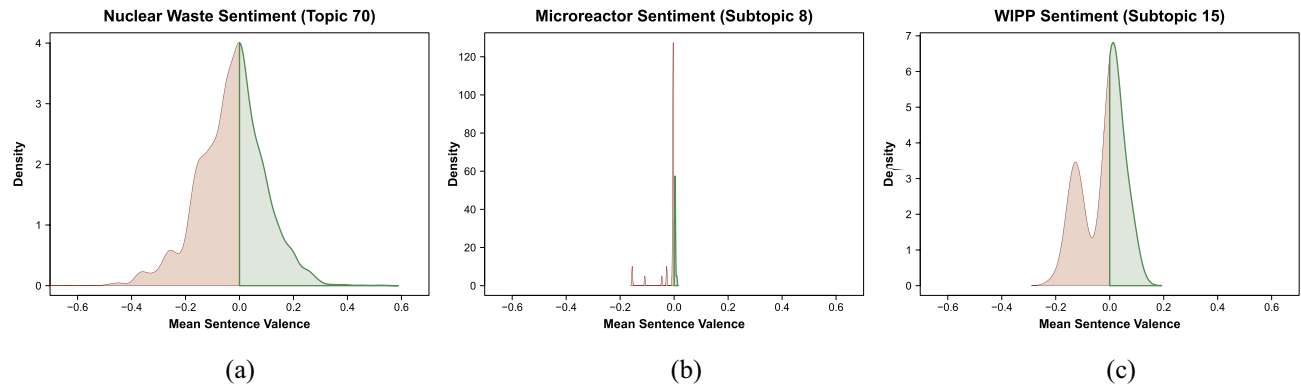 Nuclear Waste Sentiment (Topic 70)
Density
4
3
2
1
0
−0.6 −0.4 −0.2 0.0 0.2 0.4 0.6
Mean Sentence Valence
(a)
Microreactor Sentiment (Subtopic 8)
Density
120
100
80
60
40
20
0
−0.6 −0.4 −0.2 0.0 0.2 0.4 0.6
Mean Sentence Valence
(b)
WIPP Sentiment (Subtopic 15)
Density
7
6
5
4
3
2
1
0
−0.6 −0.4 −0.2 0.0 0.2 0.4 0.6
Mean Sentence Valence
(c)